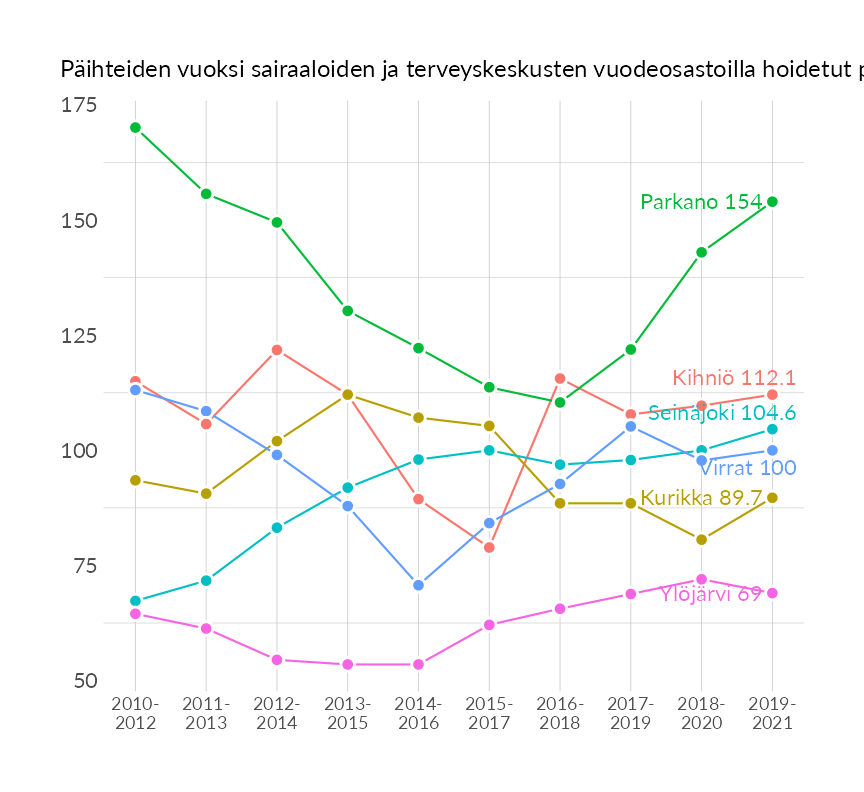 Päihteiden vuoksi sairaaloiden ja terveyskeskusten vuodeosastoilla hoidetut
175
150
125
100
75
50
Parkano 154
Kihniö 112.1
Seinäjoki 104.6
Virrat 100
Kurikka 89.7
Ylöjärvi 69
2010- 2011- 2012- 2013- 2014- 2015- 2016- 2017- 2018- 2019-
2012 2013 2014 2015 2016 2017 2018 2019 2020 2021